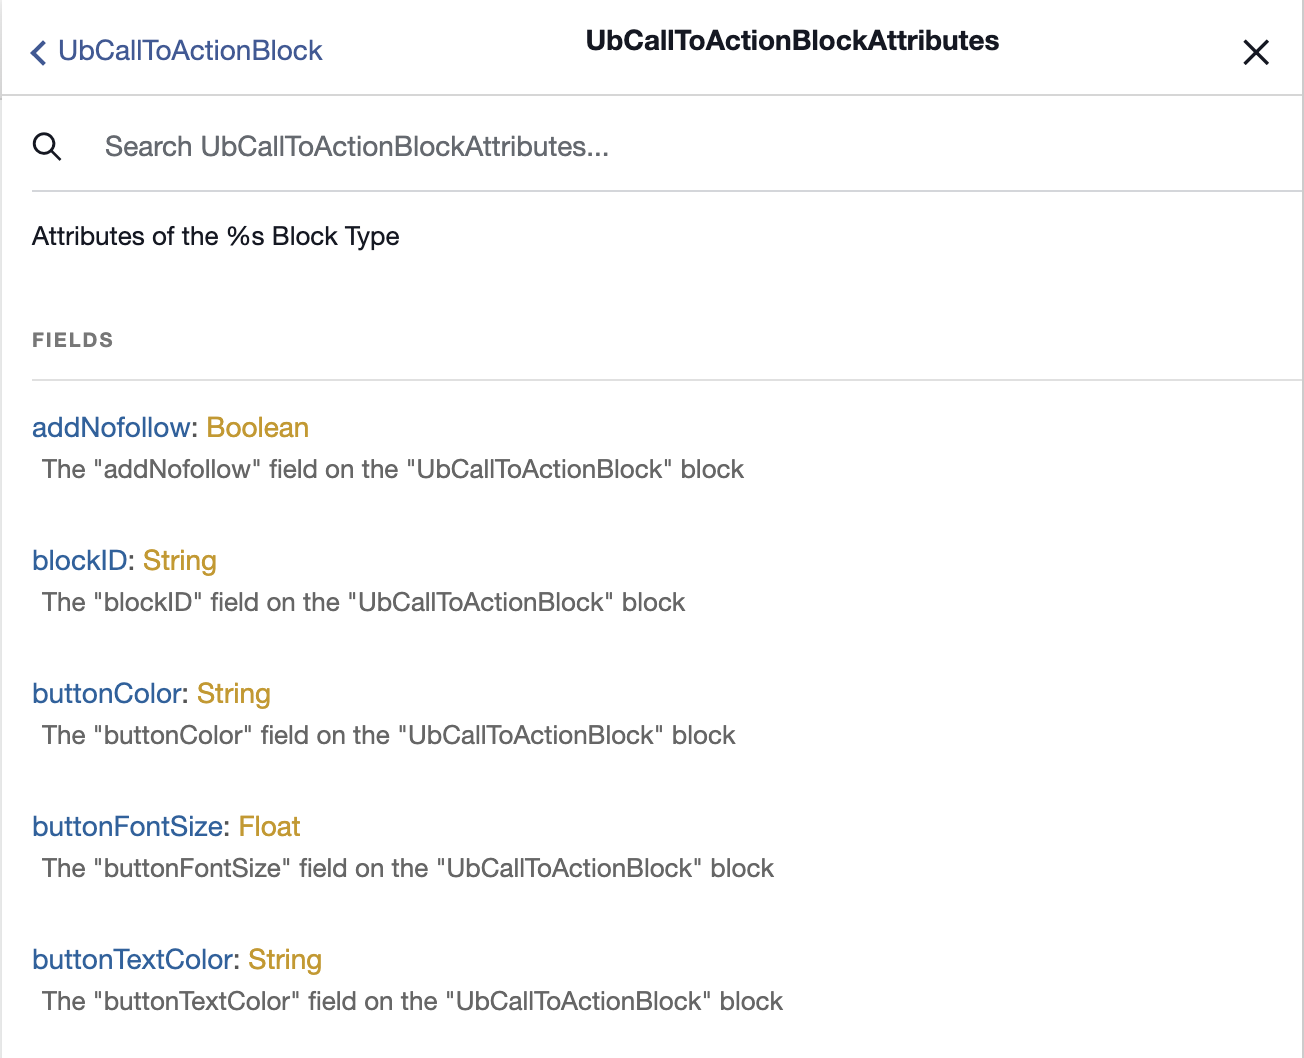 UbCallToActionBlock
UbCallToActionBlockAttributes
Search UbCallToActionBlockAttributes...
Attributes of the %s Block Type
FIELDS
addNofollow: Boolean
The "addNofollow" field on the "UbCallToActionBlock" block
blockID: String
The "blockID" field on the "UbCallToActionBlock" block
buttonColor: String
The "buttonColor" field on the "UbCallToActionBlock" block
buttonFontSize: Float
The "buttonFontSize" field on the "UbCallToActionBlock" block
buttonTextColor: String
The "buttonTextColor" field on the "UbCallToActionBlock" block